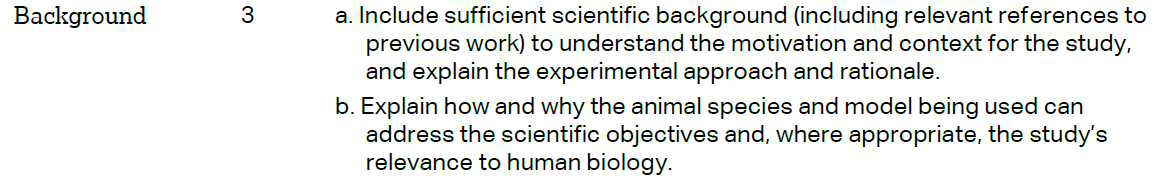 Background 3 a. Include sufficient scientific background (including relevant references to
previous work) to understand the motivation and context for the study,
and explain the experimental approach and rationale.
b. Explain how and why the animal species and model being used can
address the scientific objectives and, where appropriate, the study’s
relevance to human biology.